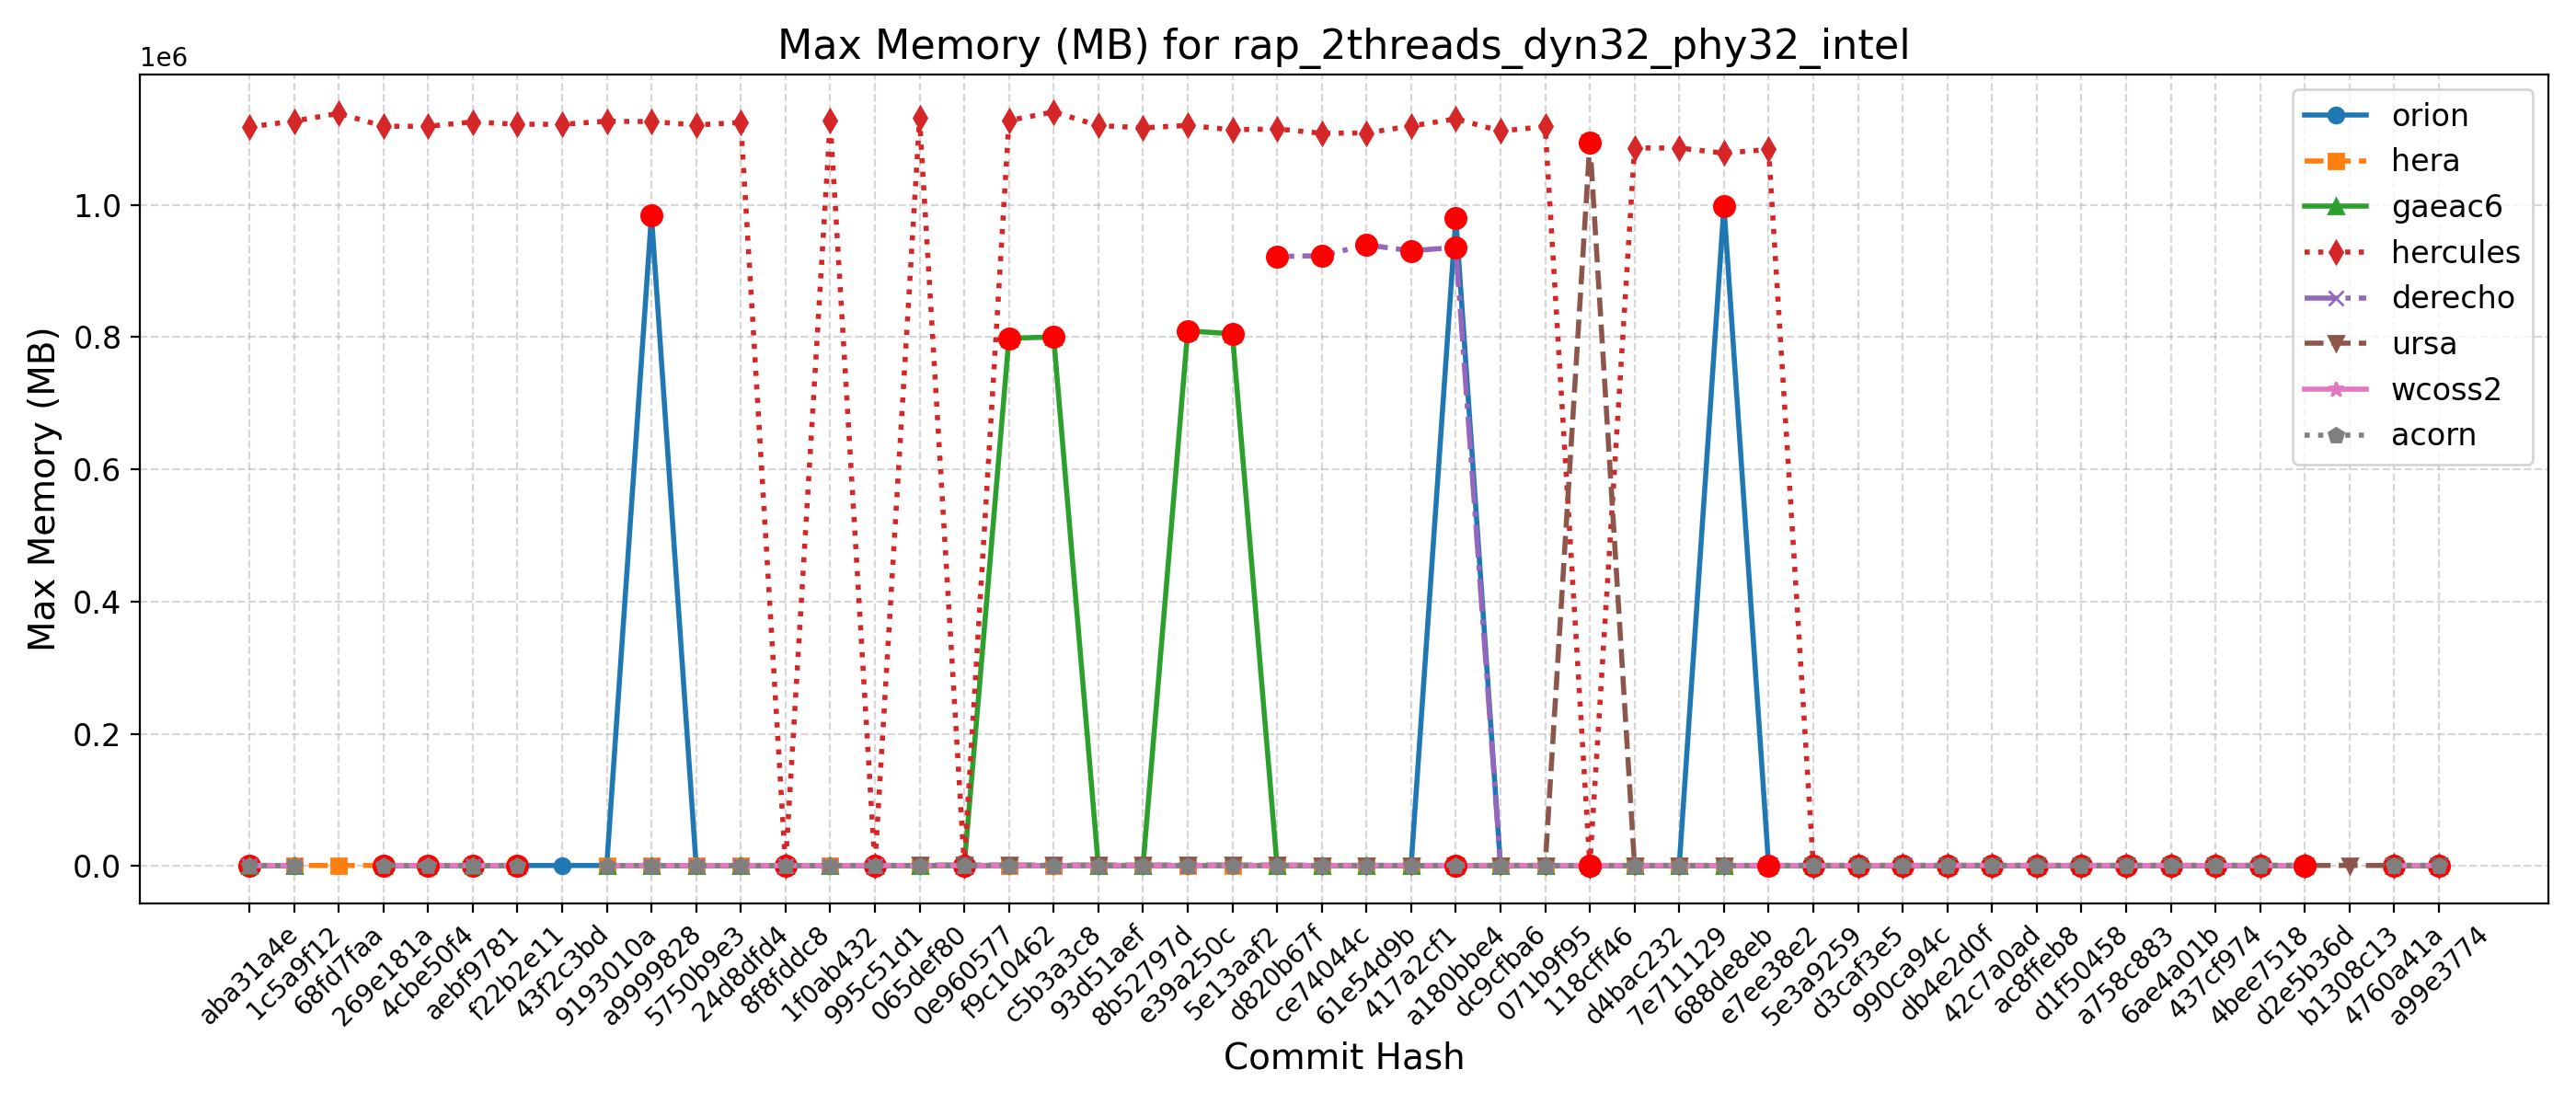 Max Memory (MB) for rap_2threads_dyn32_phy32_intel
1e6
1.0
0.8
0.6
0.4
0.2
0.0
Max Memory (MB)
orion
hera
gaeac6
hercules
derecho
ursa
wcoss2
acorn
aba31a4e
1c5a9f12
68fd7faa
269e181a
4cbe50f4
aebf9781
f22b2e11
43f2c3bd
9193010a
a9999828
5750b9e3
24d8dfd4
8f8fddc8
1f0ab432
995c51d1
065def80
0e960577
f9c10462
c5b3a3c8
93d51aef
8b52797d
e39a250c
5e13aaf2
d820b67f
ce74044c
61e54d9b
417a2cf1
a180bbe4
dc9cfba6
071b9f95
118cff46
d4bac232
7e711129
688de8eb
e7ee38e2
5e3a9259
d3caf3e5
990ca94c
db4e2d0f
42c7a0ad
ac8ffeb8
d1f50458
a758c883
6ae4a01b
437cf974
4bee7518
d2e5b36d
b1308c13
4760a41a
a99e3774
Commit Hash